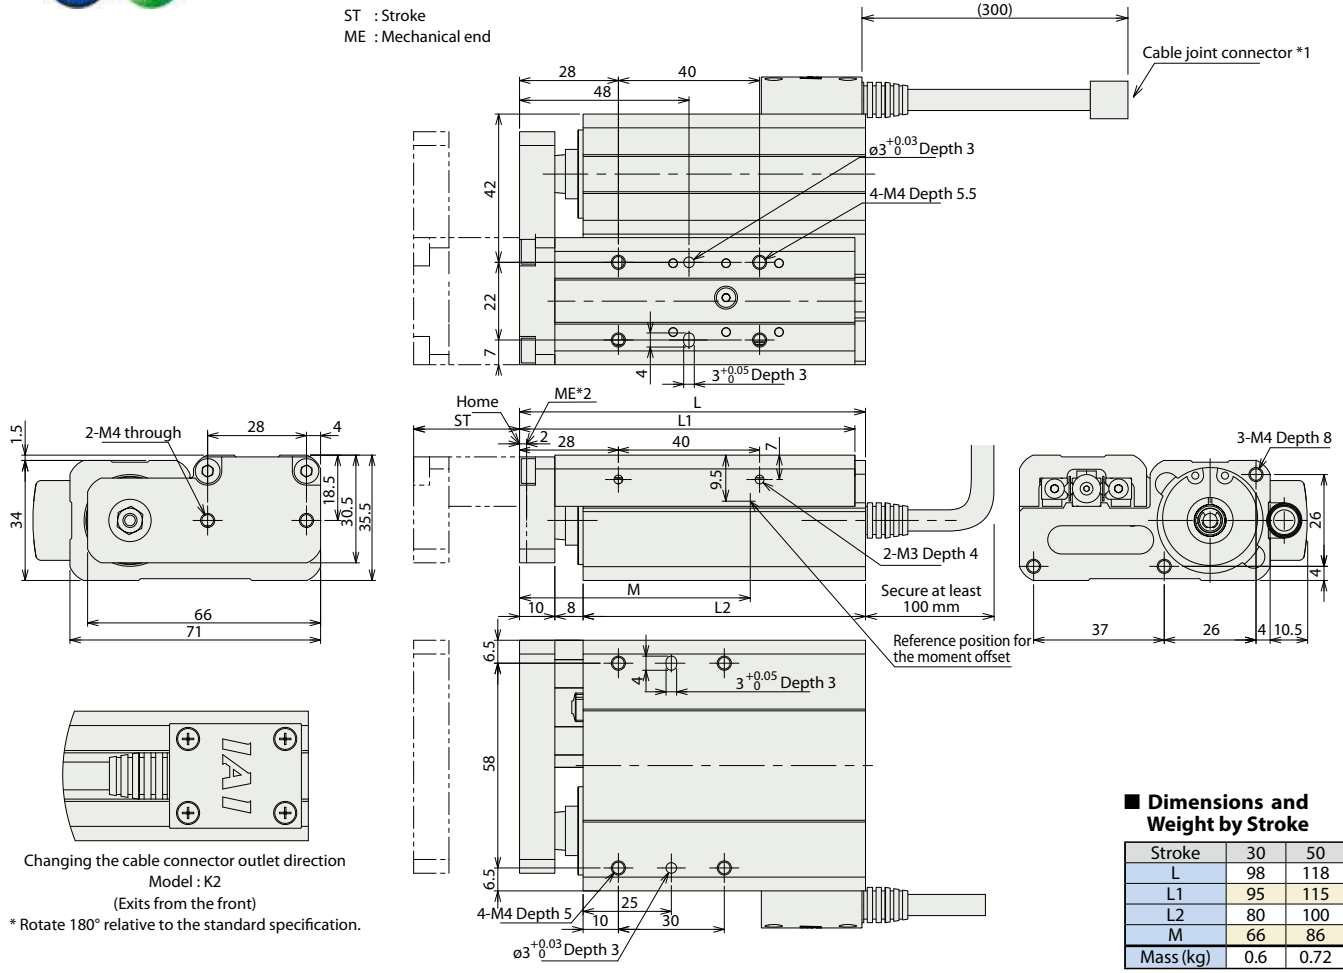 ST : Stroke
ME : Mechanical end
(300)
Cable joint connector *1
28
40
48
ø3 +0.03 0 Depth 3
4-M4 Depth 5.5
42
22
7
4
3 +0.05 0 Depth 3
Home
ME*2
ST
L
L1
2
28
40
7
9.5
2-M3 Depth 4
M
10
8
L2
Secure at least
100 mm
Reference position for
the moment offset
1.5
2-M4 through
28
4
34
18.5
30.5
35.5
66
71
3-M4 Depth 8
26
4
37
26
4
10.5
6.5
4
3 +0.05 0 Depth 3
58
6.5
4-M4 Depth 5
25
10
30
ø3 +0.03 0 Depth 3
IAI
Changing the cable connector outlet direction
Model : K2
(Exits from the front)
* Rotate 180° relative to the standard specification.
■ Dimensions and
Weight by Stroke
Stroke 30 50
L 98 118
L1 95 115
L2 80 100
M 66 86
Mass (kg) 0.6 0.72